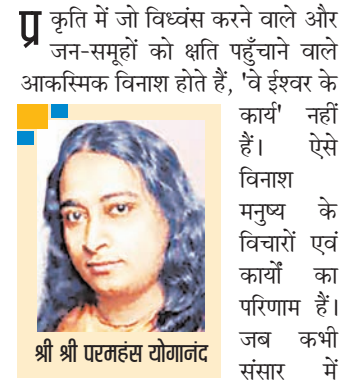 प्रकृति में जो विध्वंस करने वाले और
जन-समूहों को क्षति पहुँचाने वाले
आकस्मिक विनाश होते हैं, 'वे ईश्वर के
कार्य' नहीं
हैं। ऐसे
विनाश
मनुष्य के
विचारों एवं
कार्यों का
परिणाम हैं।
जब कभी
संसार में
श्री श्री परमहंस योगानंद